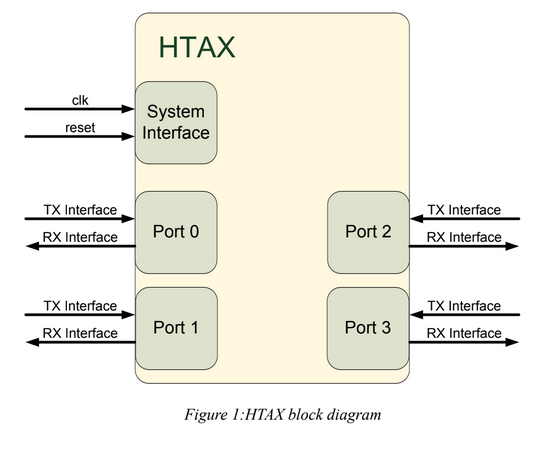 HTAX
clk
reset
System
Interface
TX Interface
RX Interface
Port 0
Port 2
TX Interface
RX Interface
TX Interface
RX Interface
Port 1
Port 3
TX Interface
RX Interface
Figure 1:HTAX block diagram